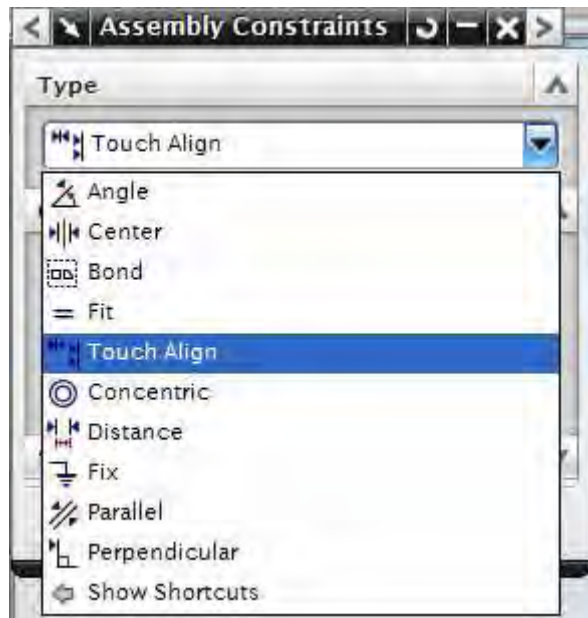 Assembly Constraints
Type
Touch Align
Angle
Center
Bond
Fit
Touch Align
Concentric
Distance
Fix
Parallel
Perpendicular
Show Shortcuts